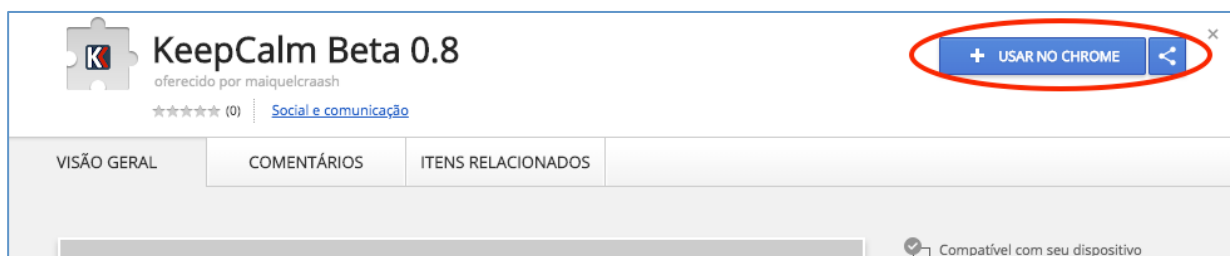 KeepCalm Beta 0.8
oferecido por maiquelcraash
(0) Social e comunicação
+ USAR NO CHROME
VISÃO GERAL COMENTÁRIOS ITENS RELACIONADOS
Compatível com seu dispositivo